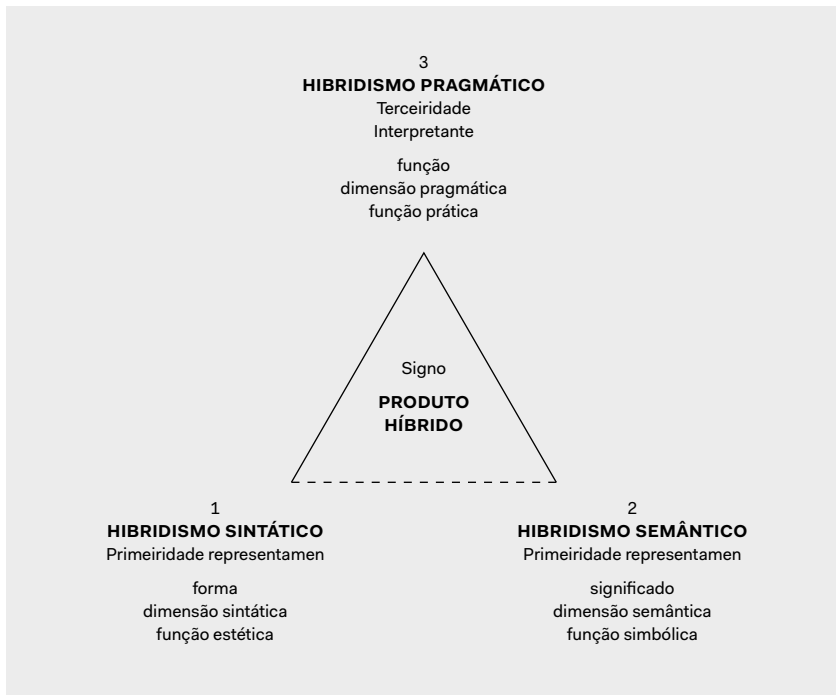 3
HIBRIDISMO PRAGMÁTICO
Terceiridade
Interpretante
função
dimensão pragmática
função prática
Signo
PRODUTO
HÍBRIDO
1
HIBRIDISMO SINTÁTICO
Primeiridade representamen
forma
dimensão sintática
função estética
2
HIBRIDISMO SEMÂNTICO
Primeiridade representamen
significado
dimensão semântica
função simbólica